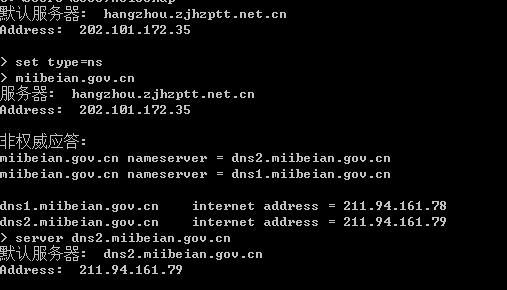 默认服务器:  hangzhou.zjhzptt.net.cn
Address:  202.101.172.35
> set type=ns
> miibeian.gov.cn
服务器:  hangzhou.zjhzptt.net.cn
Address:  202.101.172.35
非权威应答:
miibeian.gov.cn nameserver = dns2.miibeian.gov.cn
miibeian.gov.cn nameserver = dns1.miibeian.gov.cn
dns1.miibeian.gov.cn    internet address = 211.94.161.78
dns2.miibeian.gov.cn    internet address = 211.94.161.79
> server dns2.miibeian.gov.cn
默认服务器:  dns2.miibeian.gov.cn
Address:  211.94.161.79